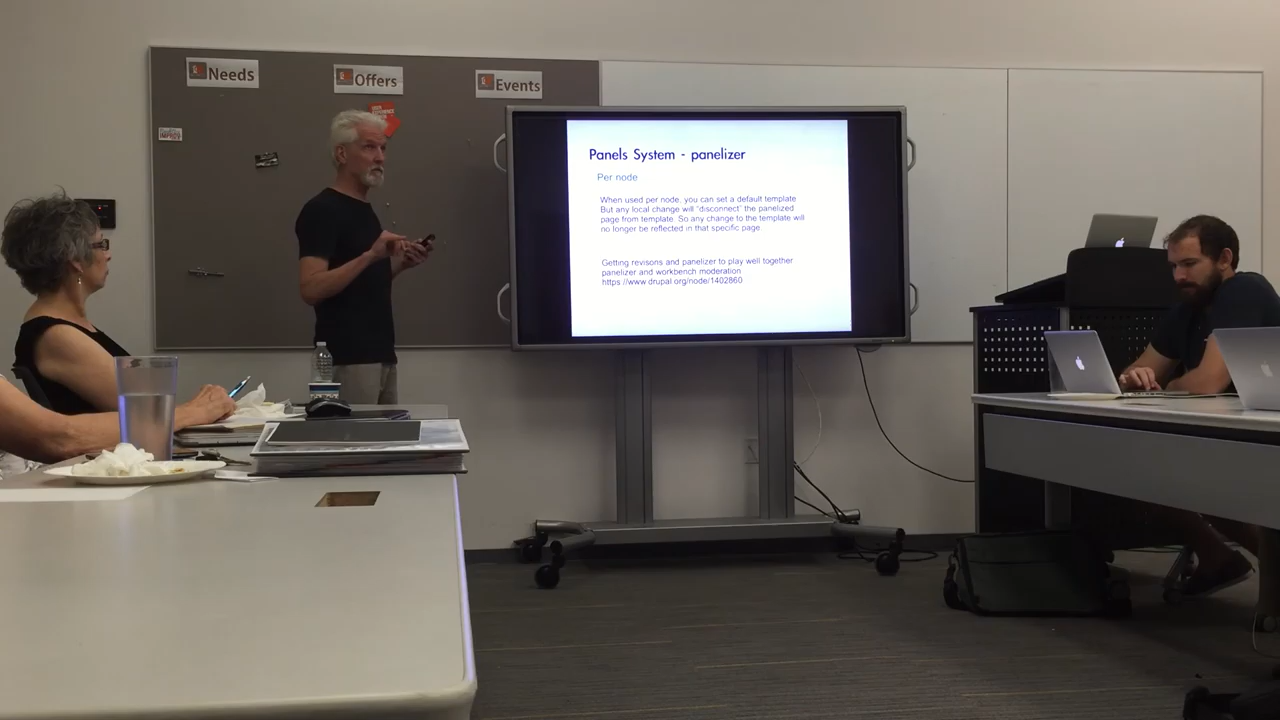 Needs
Offers
Events
Panels System - panelizer
Per node
When used per node, you can set a default template
But any local change will "disconnect" the panelized
page from template. So any change to the template will
no longer be reflected in that specific page
Getting revisons and panelizer to play well together
panelizer and workbench moderation
https://www.drupal.org/node/1402860